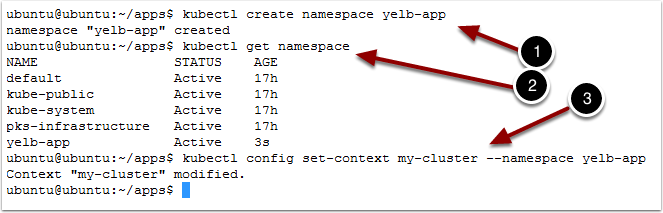 ubuntu@ubuntu:~/apps$ kubectl create namespace yelb-app
namespace "yelb-app" created
ubuntu@ubuntu:~/apps$ kubectl get namespace
NAME STATUS AGE
default Active 17h
kube-public Active 17h
kube-system Active 17h
pks-infrastructure Active 17h
yelb-app Active 3s
ubuntu@ubuntu:~/apps$ kubectl config set-context my-cluster --namespace yelb-app
Context "my-cluster" modified.
ubuntu@ubuntu:~/apps$
1
2
3